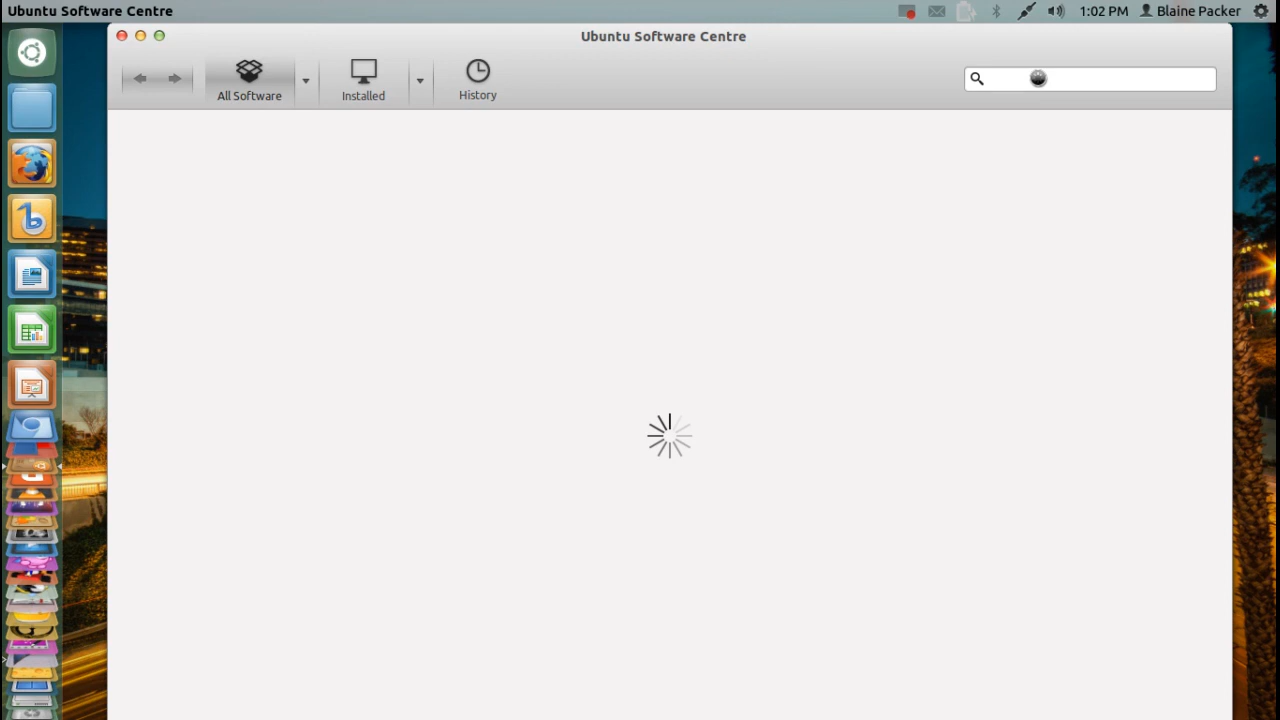 Ubuntu Software Centre
1:02 PM
Blaine Packer
Ubuntu Software Centre
All Software
Installed
History